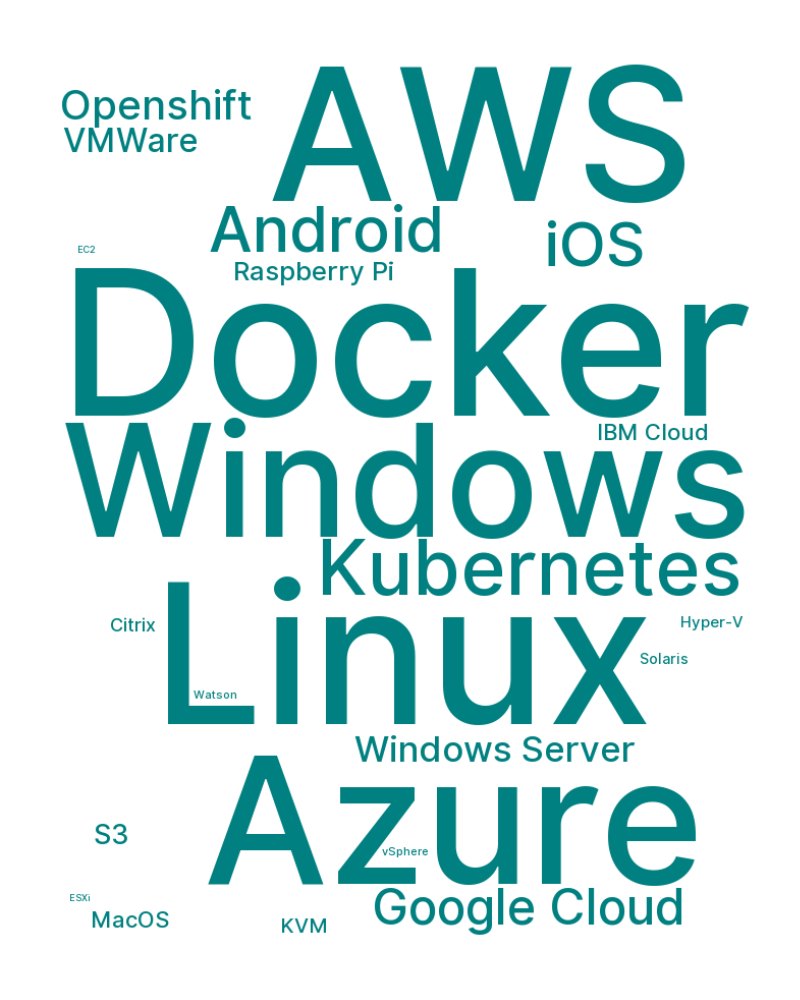 AWS
Openshift
VMWare
Android
iOS
EC2
Raspberry Pi
Docker
Windows
IBM Cloud
Kubernetes
Linux
Citrix
Hyper-V
Solaris
Watson
Windows Server
Azure
S3
vSphere
ESXi
Google Cloud
MacOS
KVM